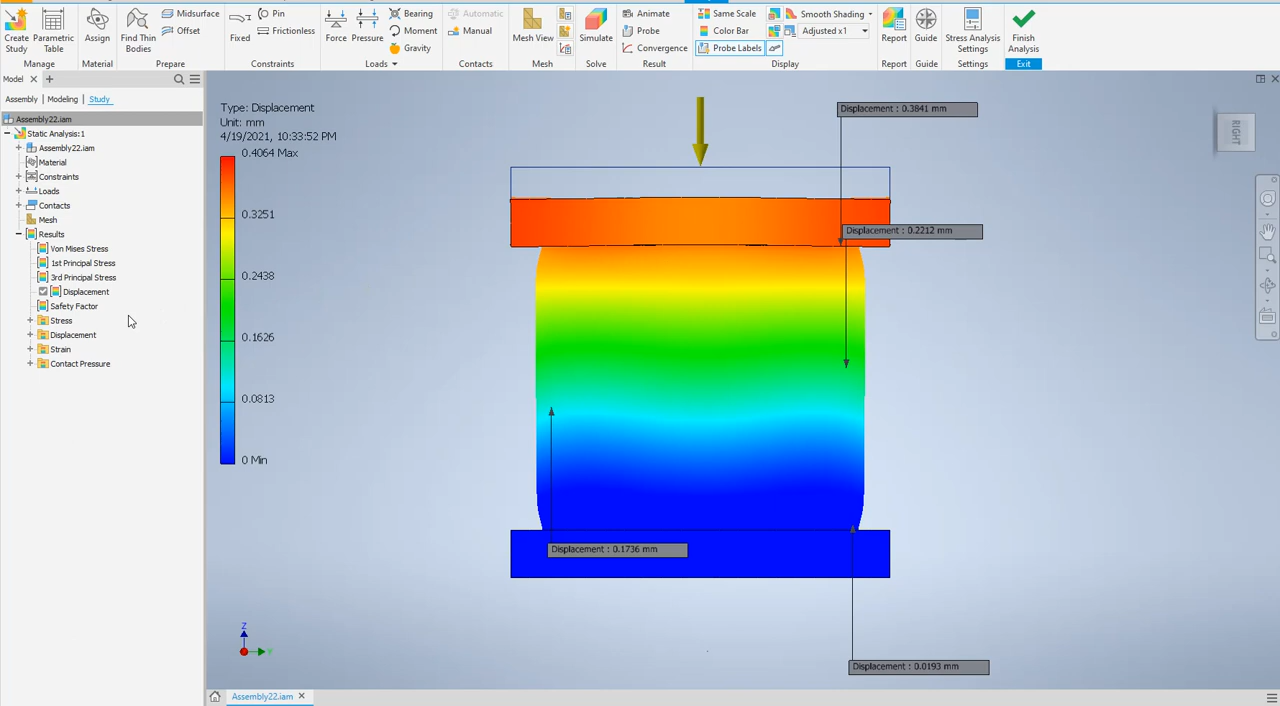 Create Study
Parametric Table
Manage
Assign
Material
Find Thin Bodies
Midsurface
Offset
Prepare
Fixed
Pin
Frictionless
Constraints
Force
Pressure
Bearing
Moment
Gravity
Loads
Automatic
Manual
Contacts
Mesh View
Mesh
Simulate
Solve
Animate
Probe
Convergence
Result
Same Scale
Color Bar
Probe Labels
Smooth Shading
Adjusted x1
Display
Report
Report
Guide
Guide
Stress Analysis Settings
Settings
Finish Analysis
Exit
Model
Assembly Modeling Study
Assembly22.iam
Static Analysis:1
Assembly22.iam
Material
Constraints
Loads
Contacts
Mesh
Results
Von Mises Stress
1st Principal Stress
3rd Principal Stress
Displacement
Safety Factor
Stress
Displacement
Strain
Contact Pressure
Type: Displacement
Unit: mm
4/19/2021, 10:33:52 PM
0.4064 Max
0.3251
0.2438
0.1626
0.0813
0 Min
Displacement : 0.3841 mm
Displacement : 0.2212 mm
Displacement : 0.1736 mm
Displacement : 0.0193 mm
RIGHT
Z
Y
Assembly22.iam